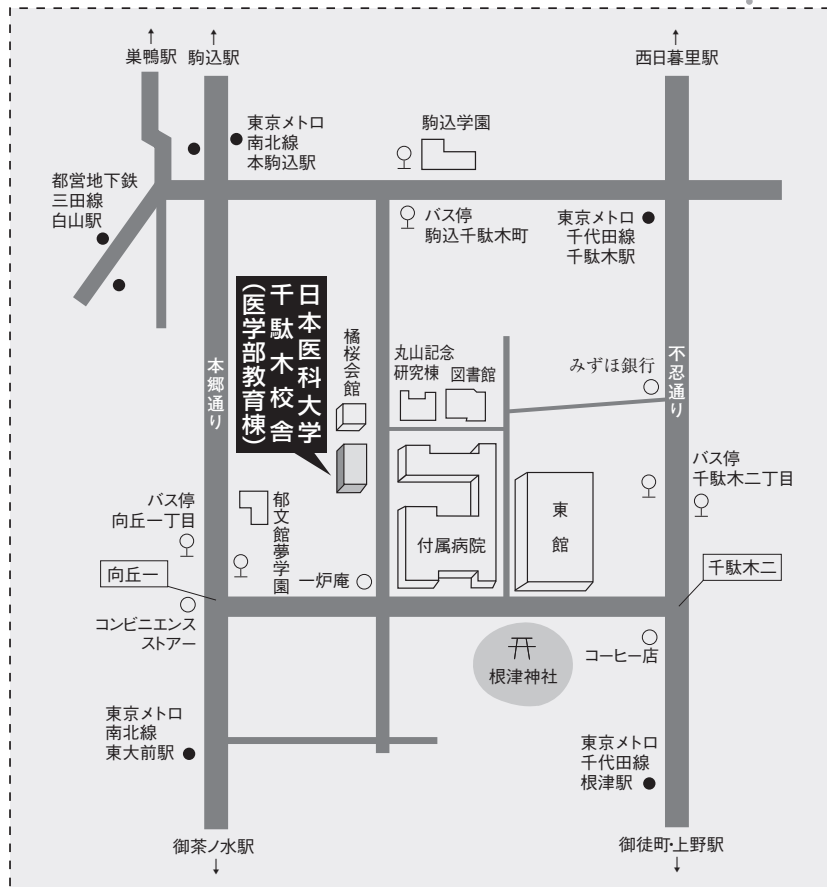 巣鴨駅
駒込駅
西日暮里駅
東京メトロ
南北線
本駒込駅
駒込学園
都営地下鉄
三田線
白山駅
バス停
駒込千駄木町
東京メトロ
千代田線
千駄木駅
日本医科大学
千駄木校舎
(医学部教育棟)
橘桜会館
丸山記念
研究棟
図書館
みずほ銀行
本郷通り
不忍通り
バス停
千駄木二丁目
バス停
向丘一丁目
郁文館夢学園
付属病院
東館
向丘一
一炉庵
千駄木二
コンビニエンス
ストアー
根津神社
コーヒー店
東京メトロ
南北線
東大前駅
東京メトロ
千代田線
根津駅
御茶ノ水駅
御徒町・上野駅